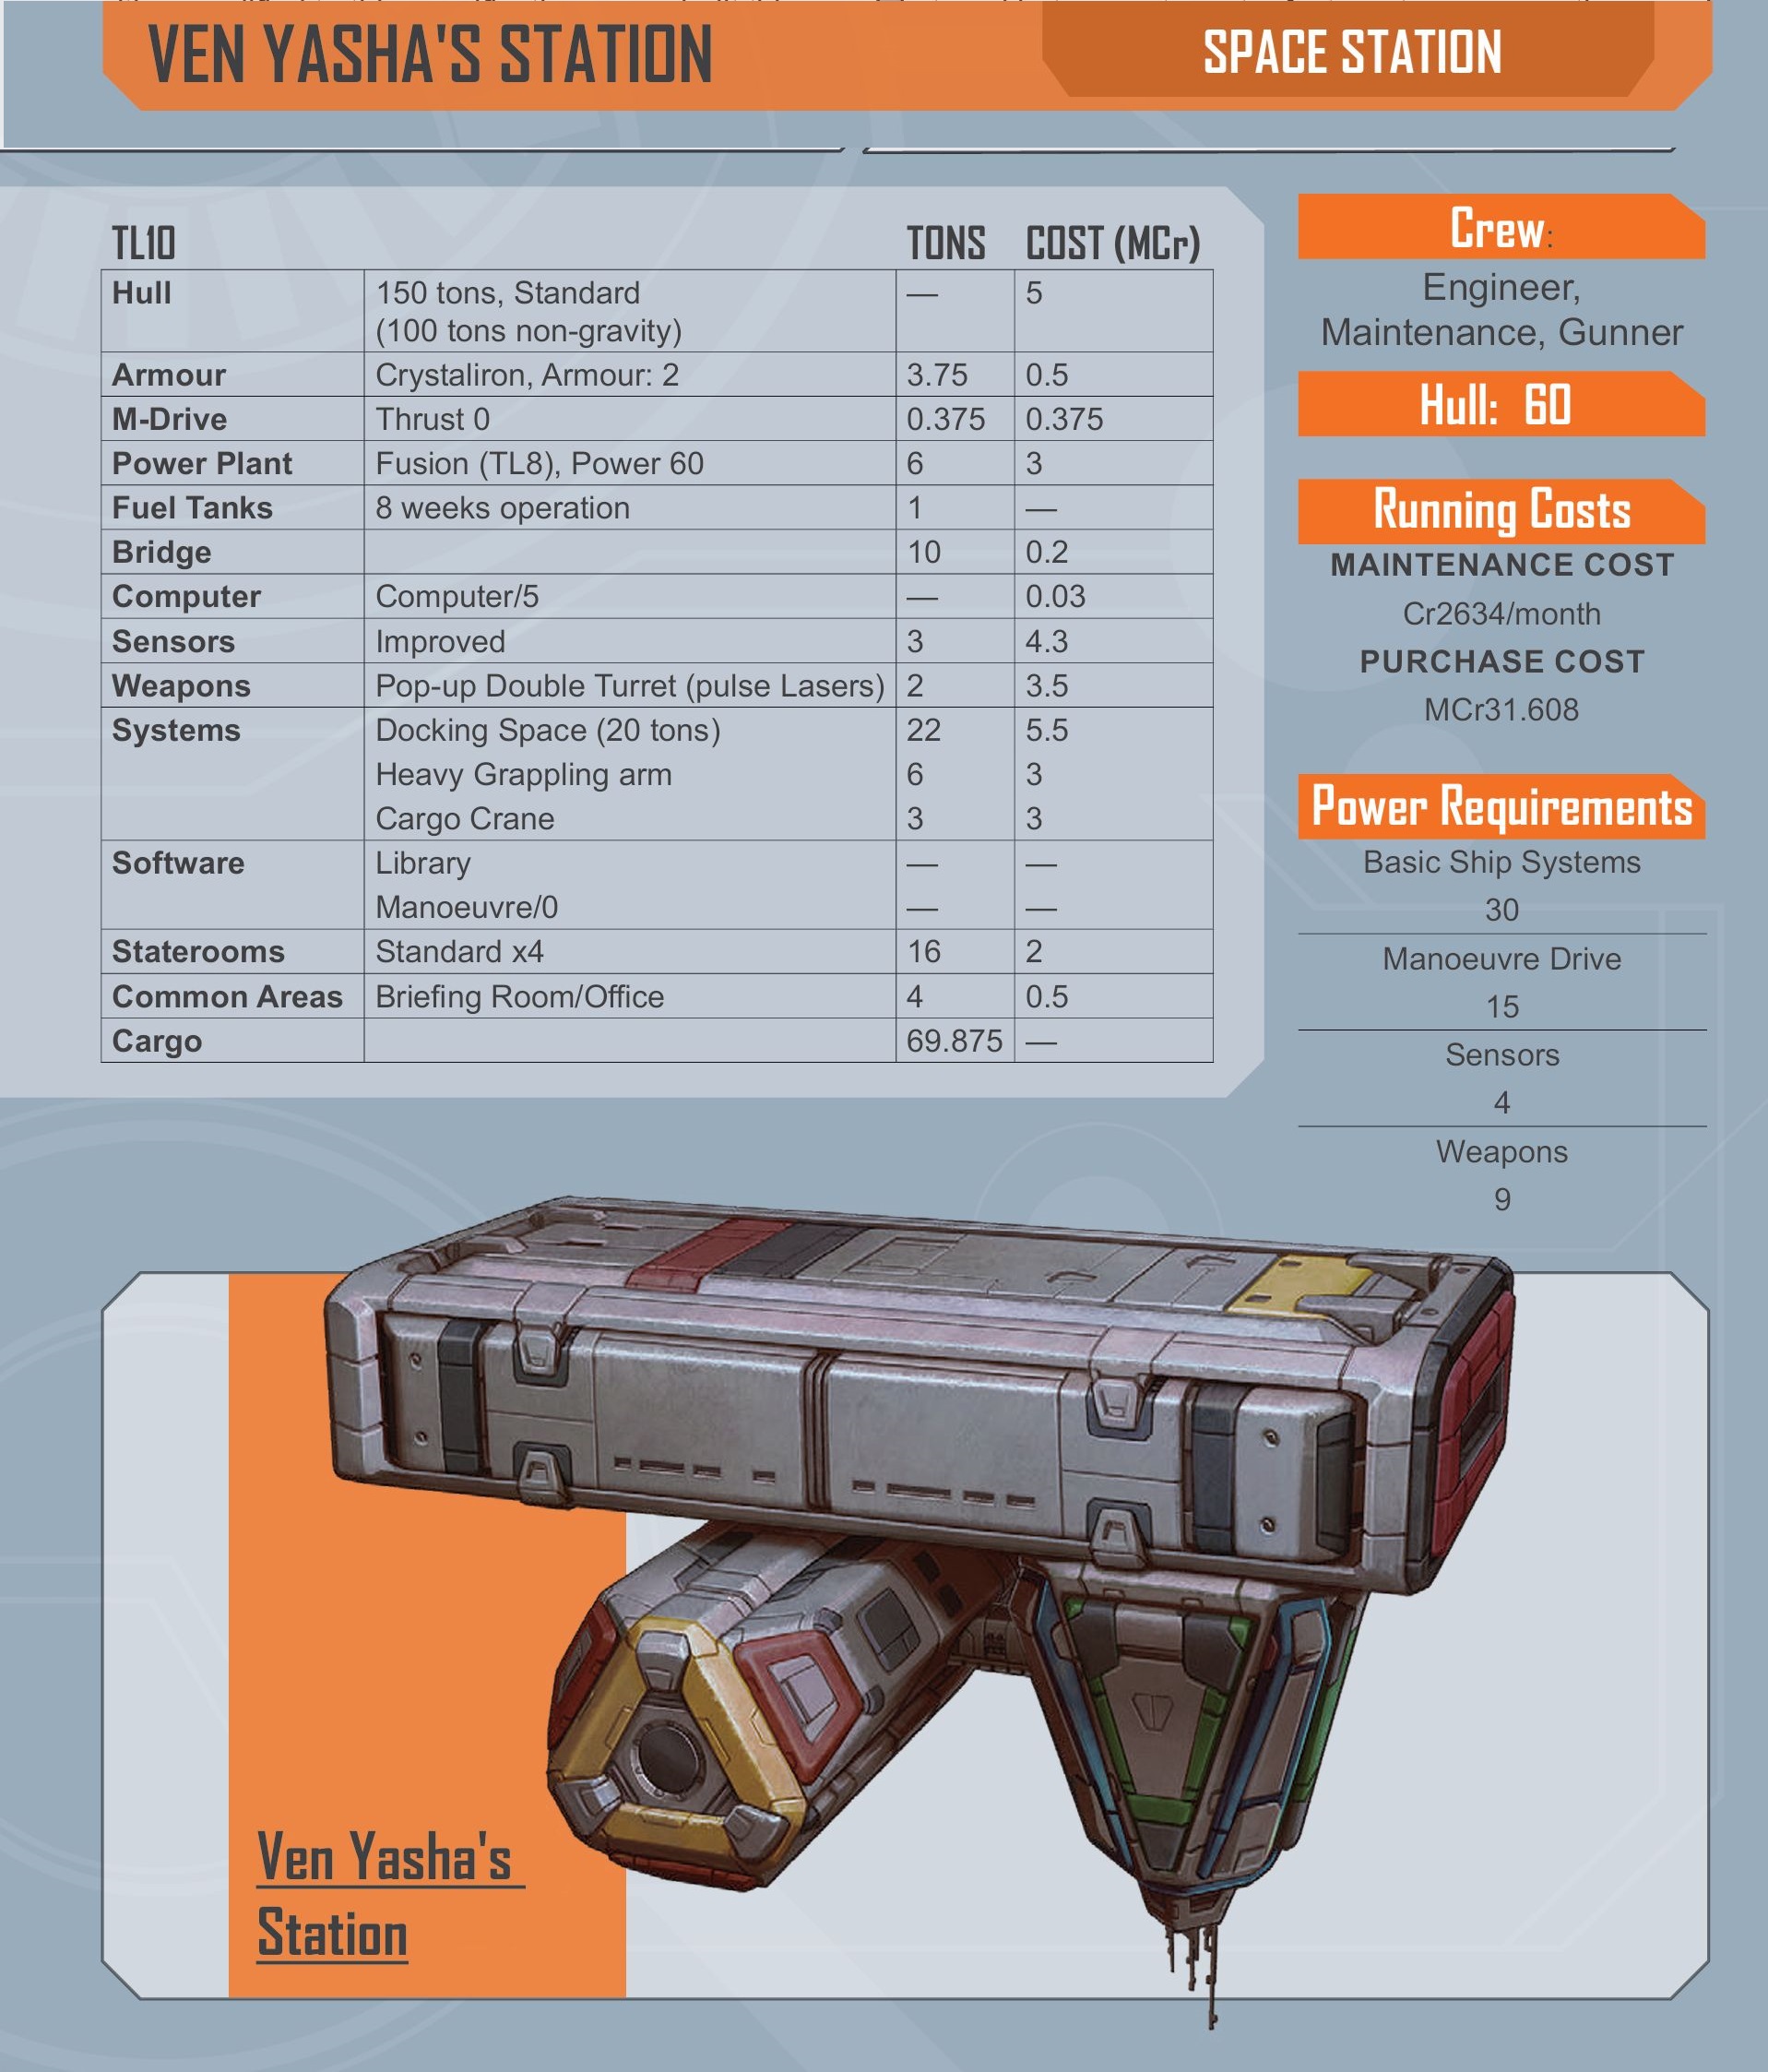 VEN YASHA'S STATION
SPACE STATION
TL10 TONS COST (MCr)
Hull 150 tons, Standard — 5
(100 tons non-gravity)
Armour Crystaliron, Armour: 2 3.75 0.5
M-Drive Thrust 0 0.375 0.375
Power Plant Fusion (TL8), Power 60 6 3
Fuel Tanks 8 weeks operation 1 —
Bridge 10 0.2
Computer Computer/5 — 0.03
Sensors Improved 3 4.3
Weapons Pop-up Double Turret (pulse Lasers) 2 3.5
Systems Docking Space (20 tons) 22 5.5
Heavy Grappling arm 6 3
Cargo Crane 3 3
Software Library — —
Manoeuvre/0 — —
Staterooms Standard x4 16 2
Common Areas Briefing Room/Office 4 0.5
Cargo 69.875 —
Crew:
Engineer,
Maintenance, Gunner
Hull: 60
Running Costs
MAINTENANCE COST
Cr2634/month
PURCHASE COST
MCr31.608
Power Requirements
Basic Ship Systems
30
Manoeuvre Drive
15
Sensors
4
Weapons
9
Ven Yasha's
Station